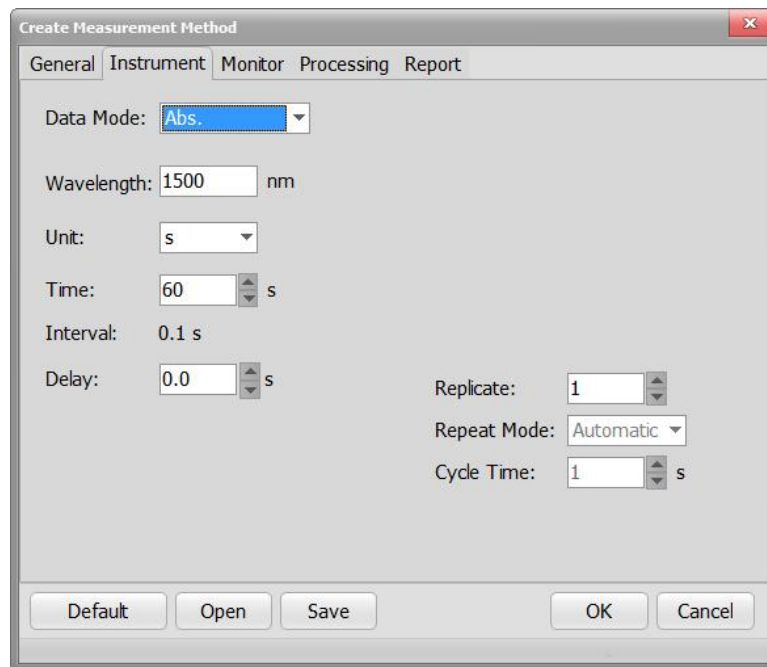 Create Measurement Method
General Instrument Monitor Processing Report
Data Mode: Abs.
Wavelength: 1500 nm
Unit: s
Time: 60 s
Interval: 0.1 s
Delay: 0.0 s
Replicate: 1
Repeat Mode: Automatic
Cycle Time: 1 s
Default Open Save OK Cancel